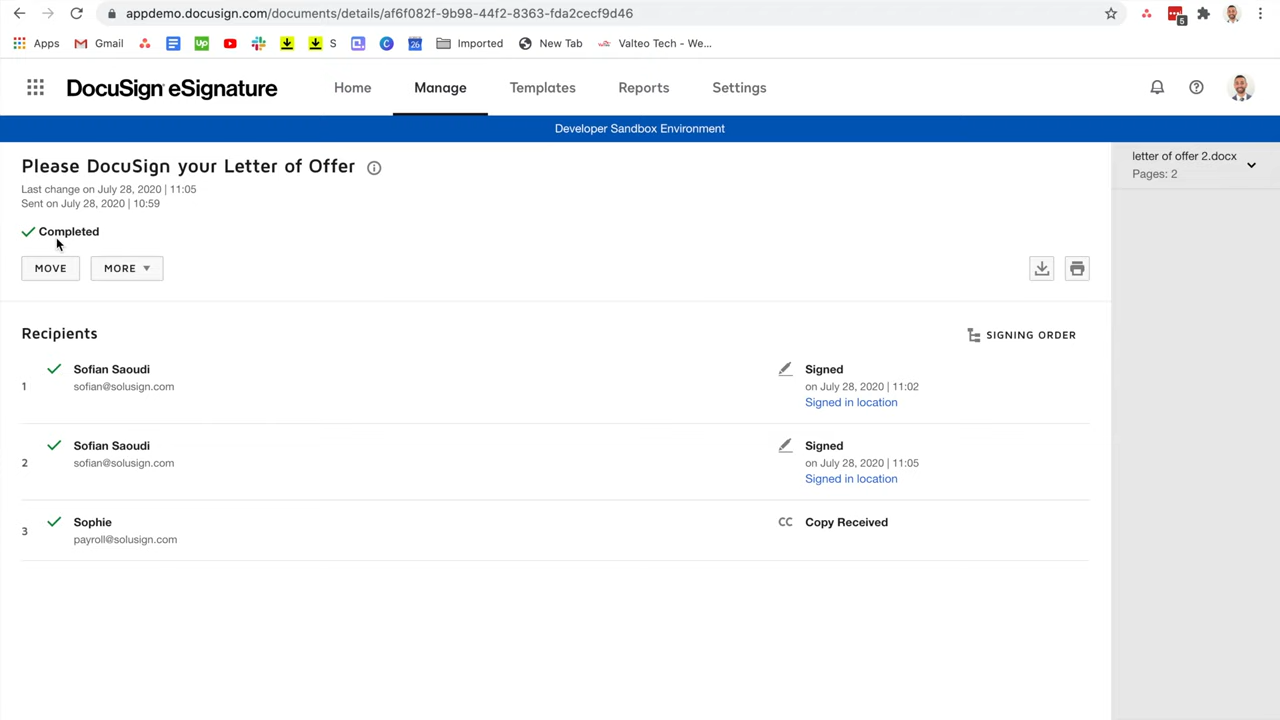 appdemo.docusign.com/documents/details/af6f082f-9b98-44f2-8363-fda2cecf9d46
5
Apps Gmail Up 26 S Imported New Tab Valteo Tech - We...
DocuSign eSignature Home Manage Templates Reports Settings
Developer Sandbox Environment
Please DocuSign your Letter of Offer
Last change on July 28, 2020 | 11:05
Sent on July 28, 2020 | 10:59
Completed
MOVE MORE
letter of offer 2.docx
Pages: 2
Recipients SIGNING ORDER
1
Sofian Saoudi
sofian@solusign.com
Signed
on July 28, 2020 | 11:02
Signed in location
2
Sofian Saoudi
sofian@solusign.com
Signed
on July 28, 2020 | 11:05
Signed in location
3
Sophie
payroll@solusign.com
CC Copy Received